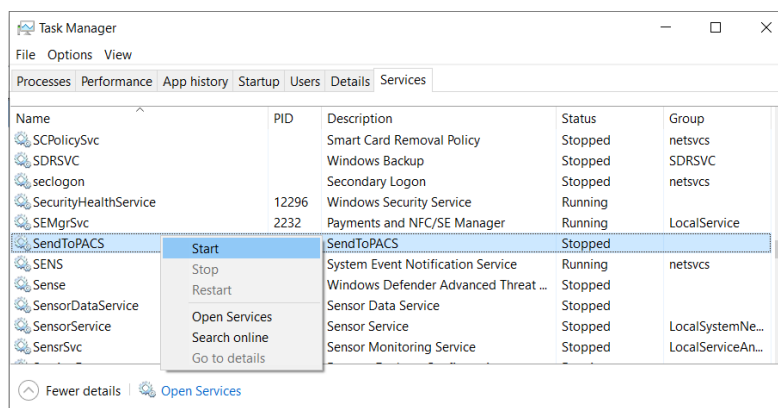 Task Manager
File Options View
Processes Performance App history Startup Users Details Services
Name PID Description Status Group
SCPolicySvc Smart Card Removal Policy Stopped netsvcs
SDRSVC Windows Backup Stopped SDRSVC
seclogon Secondary Logon Stopped netsvcs
SecurityHealthService 12296 Windows Security Service Running
SEMgrSvc 2232 Payments and NFC/SE Manager Running LocalService
SendToPACS SendToPACS Stopped
Start
SENS System Event Notification Service Running netsvcs
Stop
Sense Windows Defender Advanced Threat ... Stopped
Restart
SensorDataService Sensor Data Service Stopped
Open Services
SensorService Sensor Service Stopped LocalSystemNe...
Search online
SensrSvc Sensor Monitoring Service Stopped LocalServiceAn...
Go to details
Fewer details Open Services